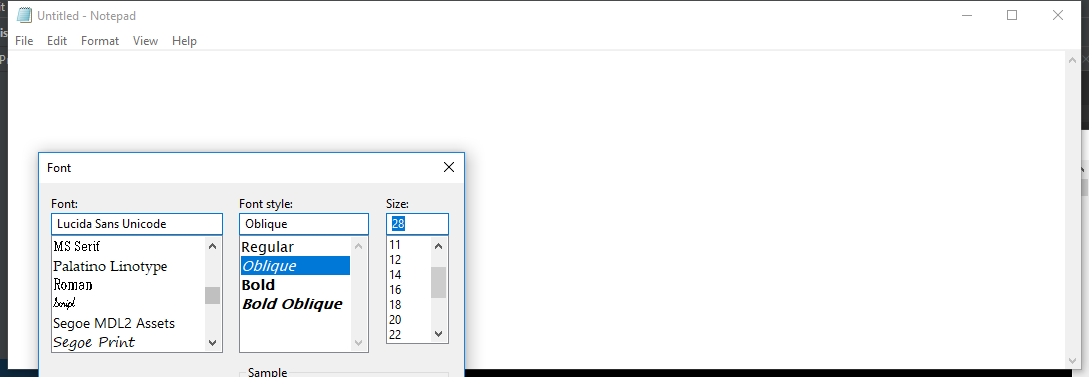 Untitled - Notepad
File Edit Format View Help
Font
Font: Font style: Size:
Lucida Sans Unicode Oblique 28
MS Serif Regular 11
Palatino Linotype Oblique 12
Roman Bold 14
Script Bold Oblique 16
Segoe MDL2 Assets 18
Segoe Print 20
22
Sample